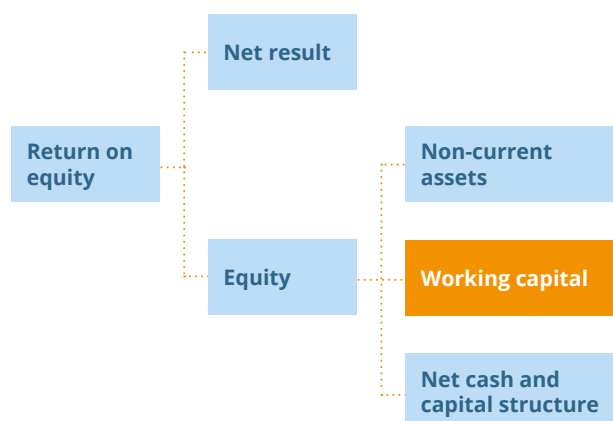 Net result
Return on
equity
Non-current
assets
Equity
Working capital
Net cash and
capital structure